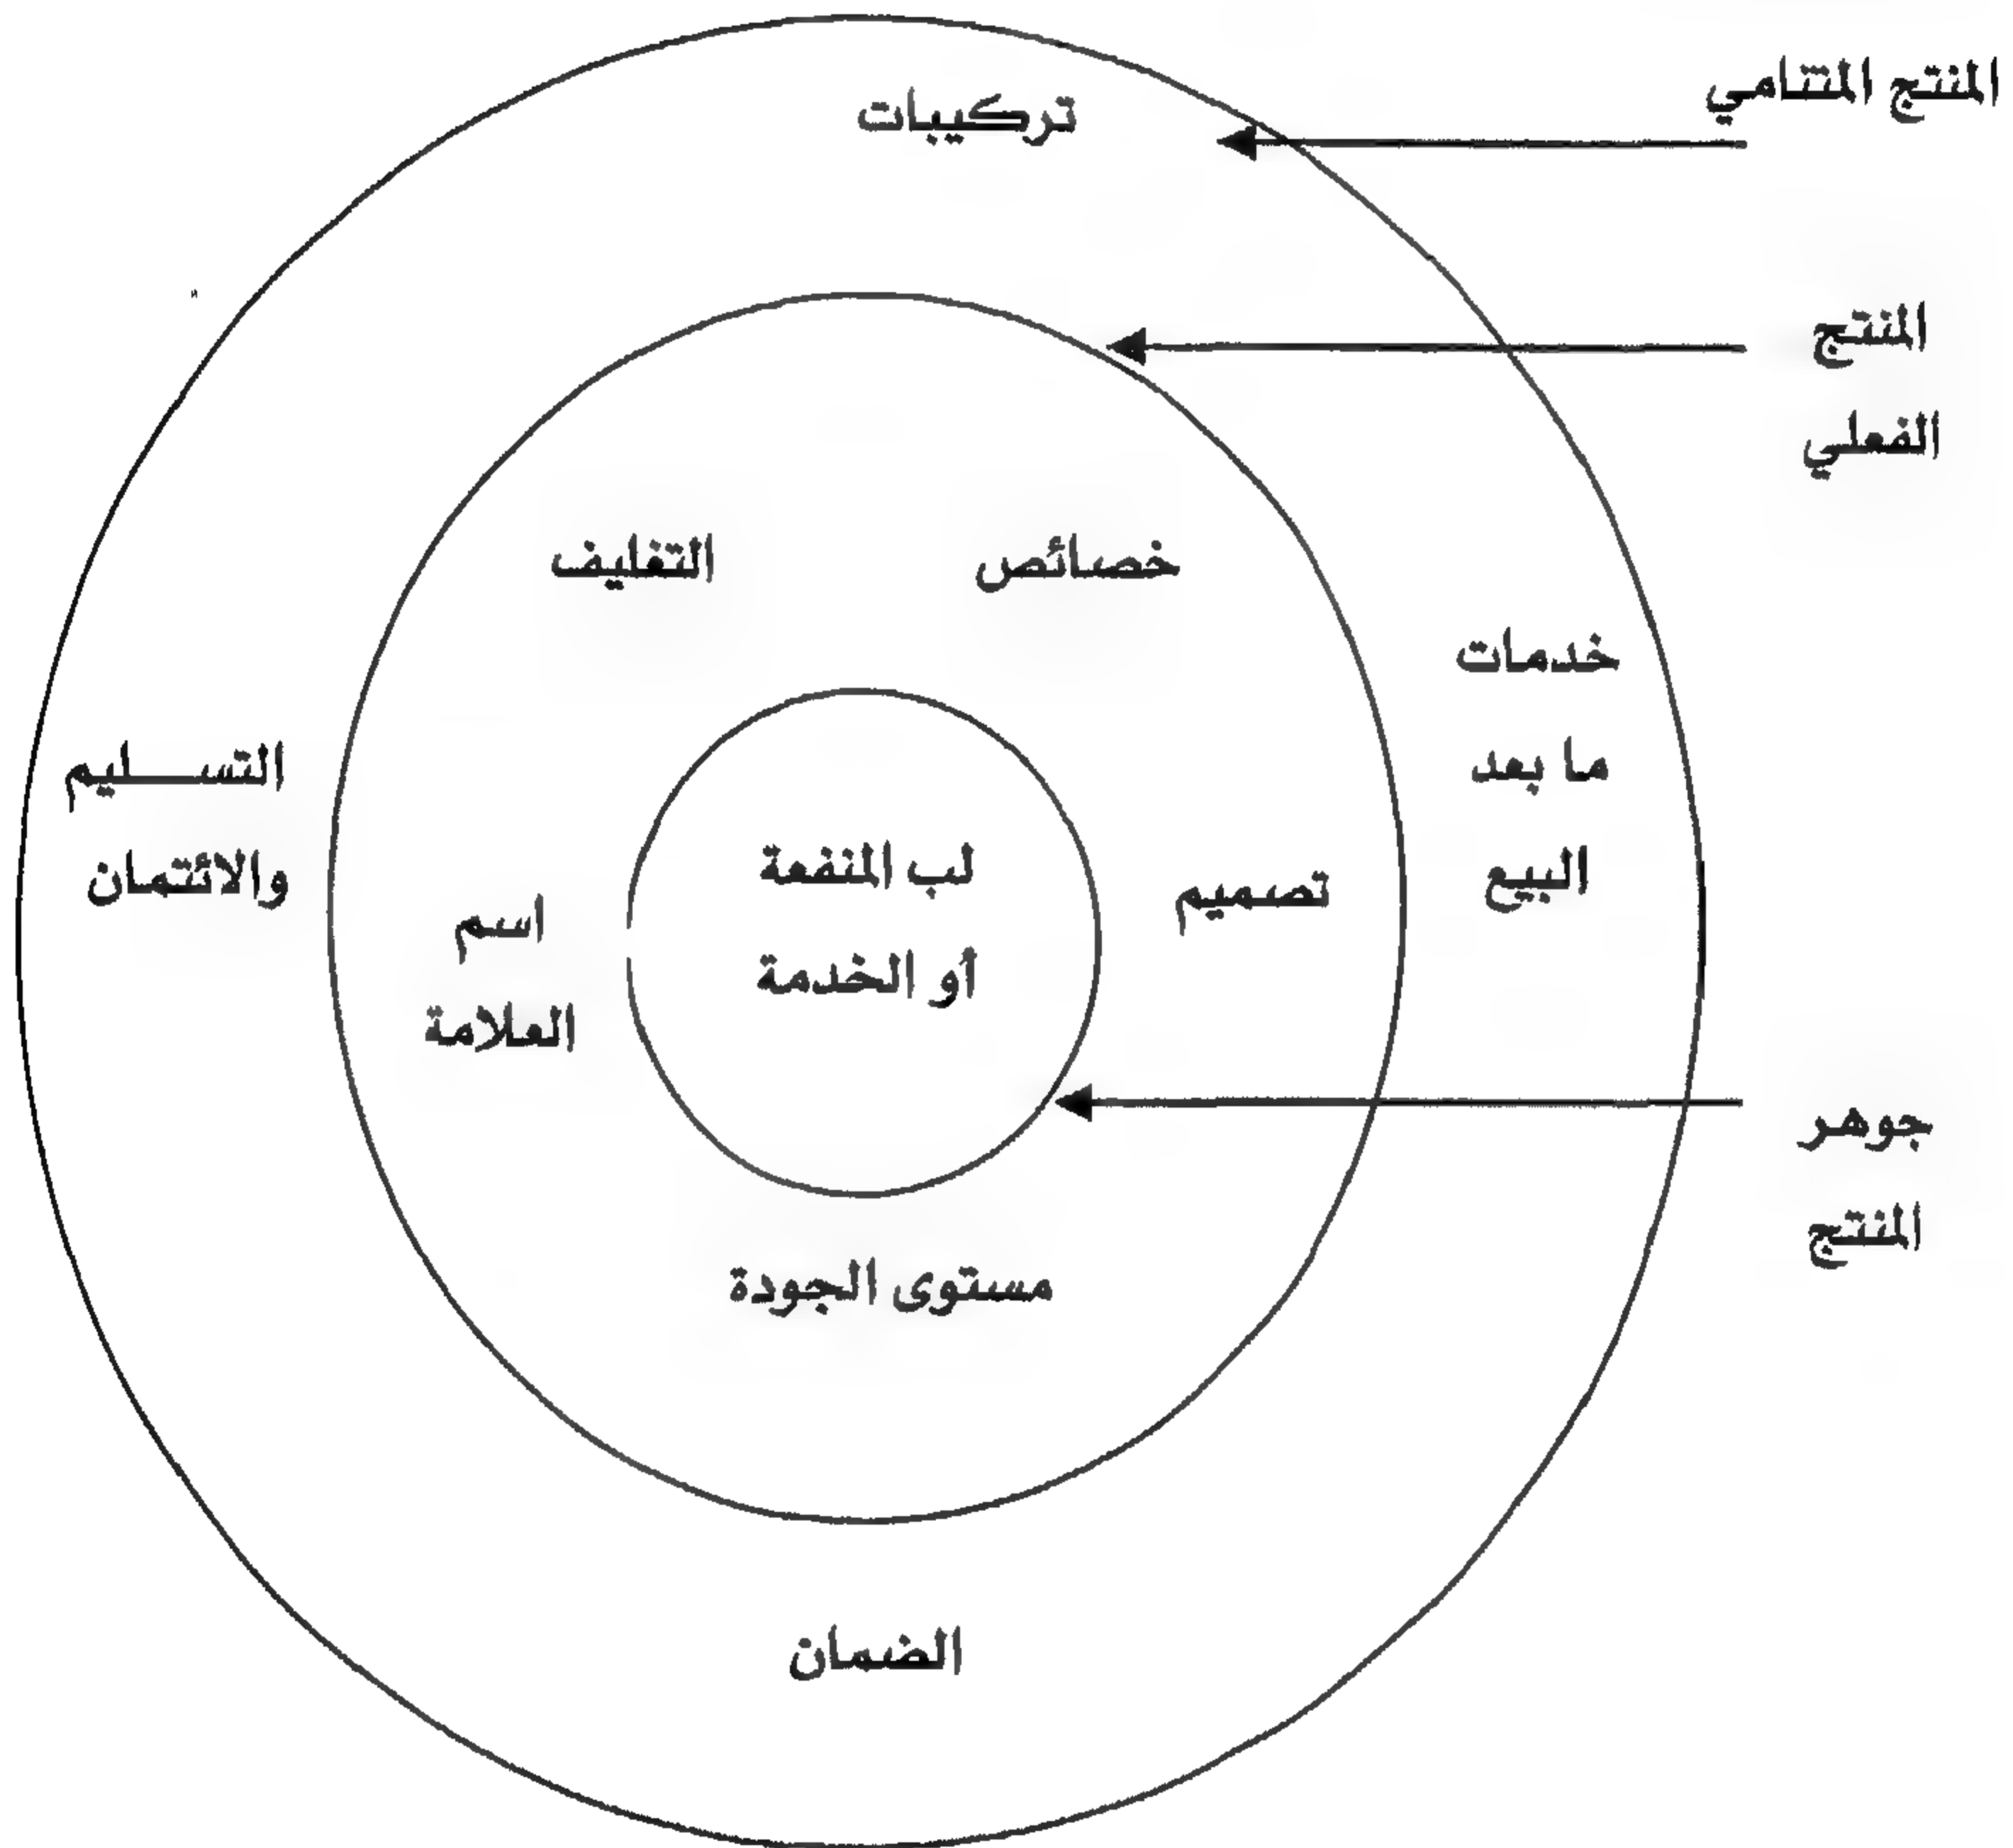 المنتج المتنامي
تركيبات
المنتج
الفعلي
خصائص
التغليف
خدمات
ما بعد
البيع
التســـليم
والائتمان
لب المنفعة
أو الخدمة
تصميم
اسم
العلامة
جوهر
المنتج
مستوى الجودة
الضمان